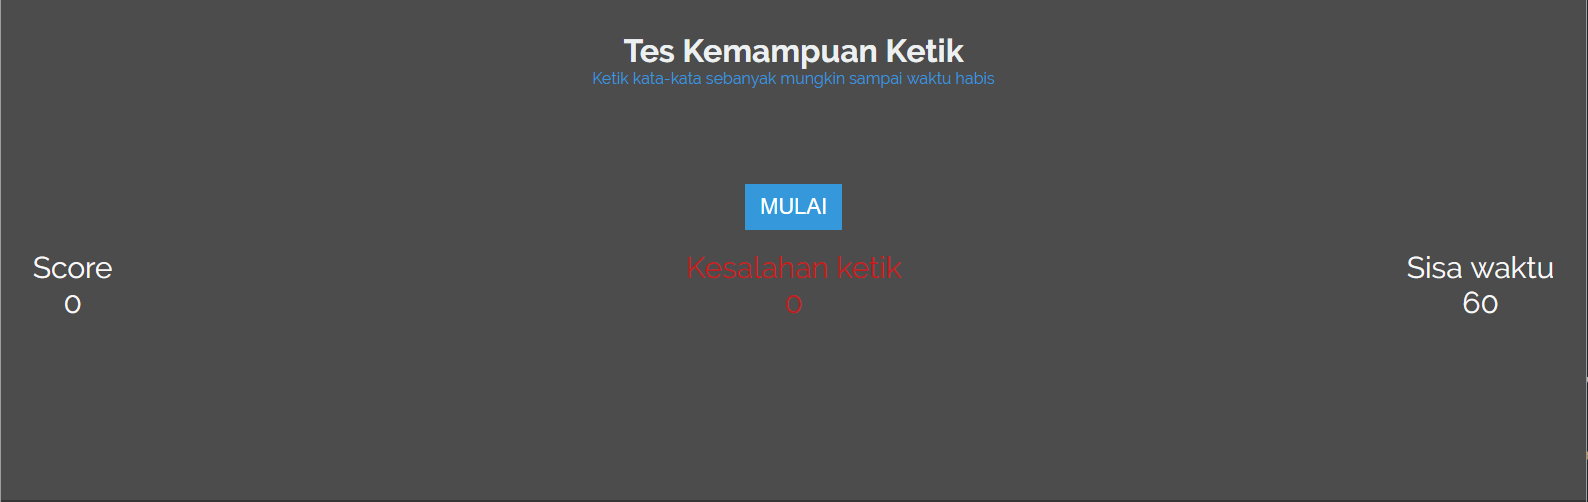 Tes Kemampuan Ketik
Ketik kata-kata sebanyak mungkin sampai waktu habis
MULAI
Score
0
Kesalahan ketik
0
Sisa waktu
60